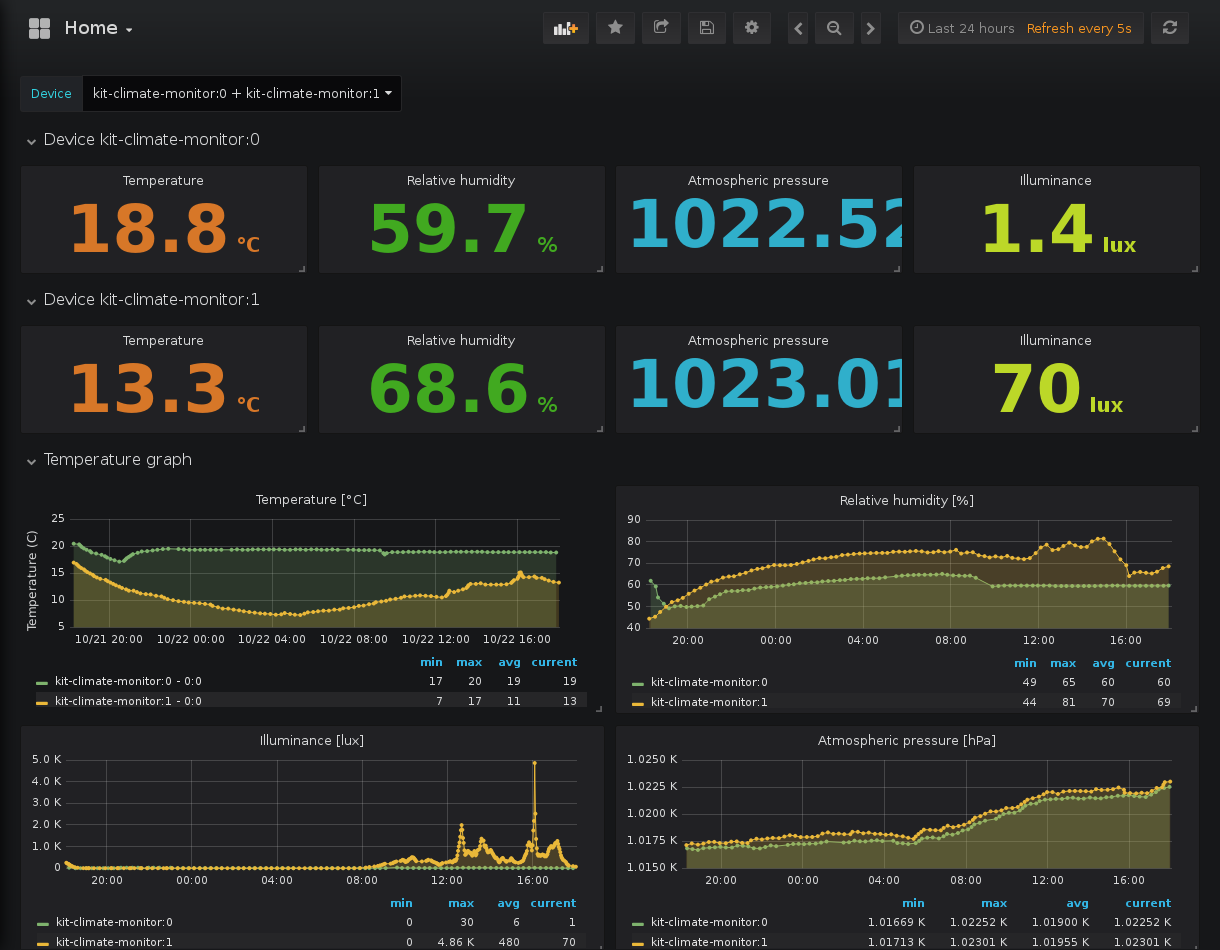 Home
Last 24 hours Refresh every 5s
Device kit-climate-monitor:0 + kit-climate-monitor:1
Device kit-climate-monitor:0
Temperature Relative humidity Atmospheric pressure Illuminance
18.8 °C 59.7 % 1022.52 1.4 lux
Device kit-climate-monitor:1
Temperature Relative humidity Atmospheric pressure Illuminance
13.3 °C 68.6 % 1023.01 70 lux
Temperature graph
Temperature [°C]
Temperature (C)
25
20
15
10
5
10/21 20:00 10/22 00:00 10/22 04:00 10/22 08:00 10/22 12:00 10/22 16:00
min max avg current
kit-climate-monitor:0 - 0:0 17 20 19 19
kit-climate-monitor:1 - 0:0 7 17 11 13
Relative humidity [%]
90
80
70
60
50
40
20:00 00:00 04:00 08:00 12:00 16:00
min max avg current
kit-climate-monitor:0 49 65 60 60
kit-climate-monitor:1 44 81 70 69
Illuminance [lux]
5.0 K
4.0 K
3.0 K
2.0 K
1.0 K
0
20:00 00:00 04:00 08:00 12:00 16:00
min max avg current
kit-climate-monitor:0 0 30 6 1
kit-climate-monitor:1 0 4.86 K 480 70
Atmospheric pressure [hPa]
1.0250 K
1.0225 K
1.0200 K
1.0175 K
1.0150 K
20:00 00:00 04:00 08:00 12:00 16:00
min max avg current
kit-climate-monitor:0 1.01669 K 1.02252 K 1.01900 K 1.02252 K
kit-climate-monitor:1 1.01713 K 1.02301 K 1.01955 K 1.02301 K